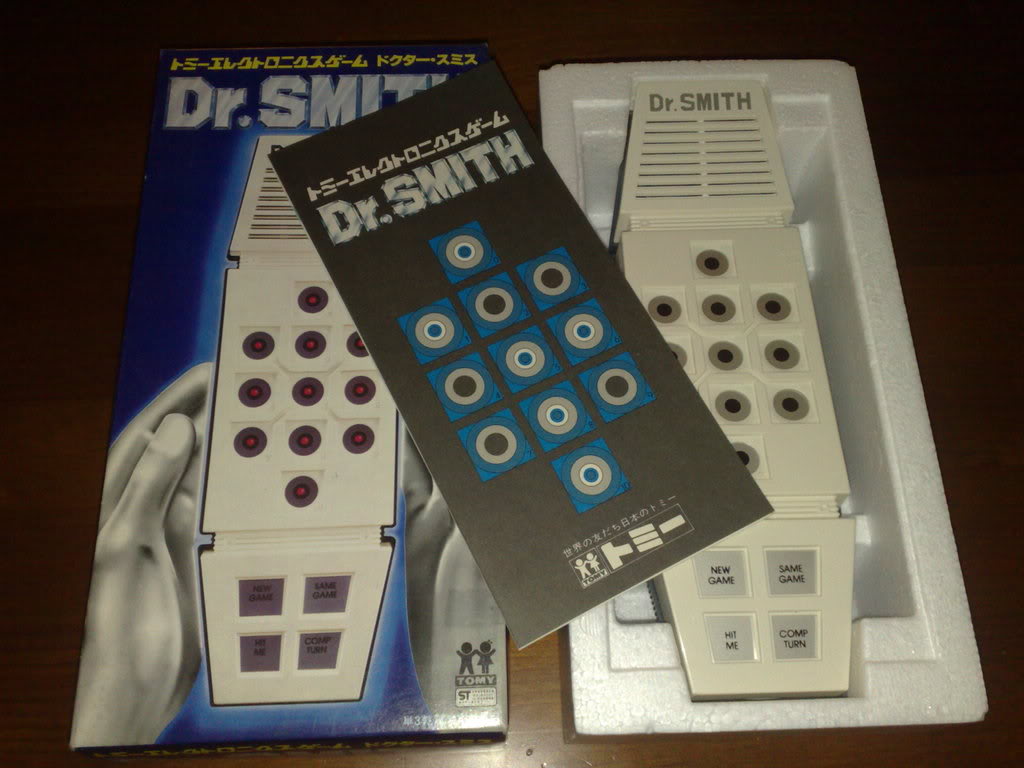 トミーエレクトロニクスゲーム ドクター・スミス
Dr.SMIT
NEW GAME
SAME GAME
HIT ME
COMP TURN
TOMY
ST
単3
トミーエレクトロニクスゲーム ドクター・スミス
トミーエレクトロニクスゲーム
Dr.SMITH
世界の友だち日本のトミー
トミー
TOMY
Dr.SMITH
NEW GAME
SAME GAME
HIT ME
COMP TURN